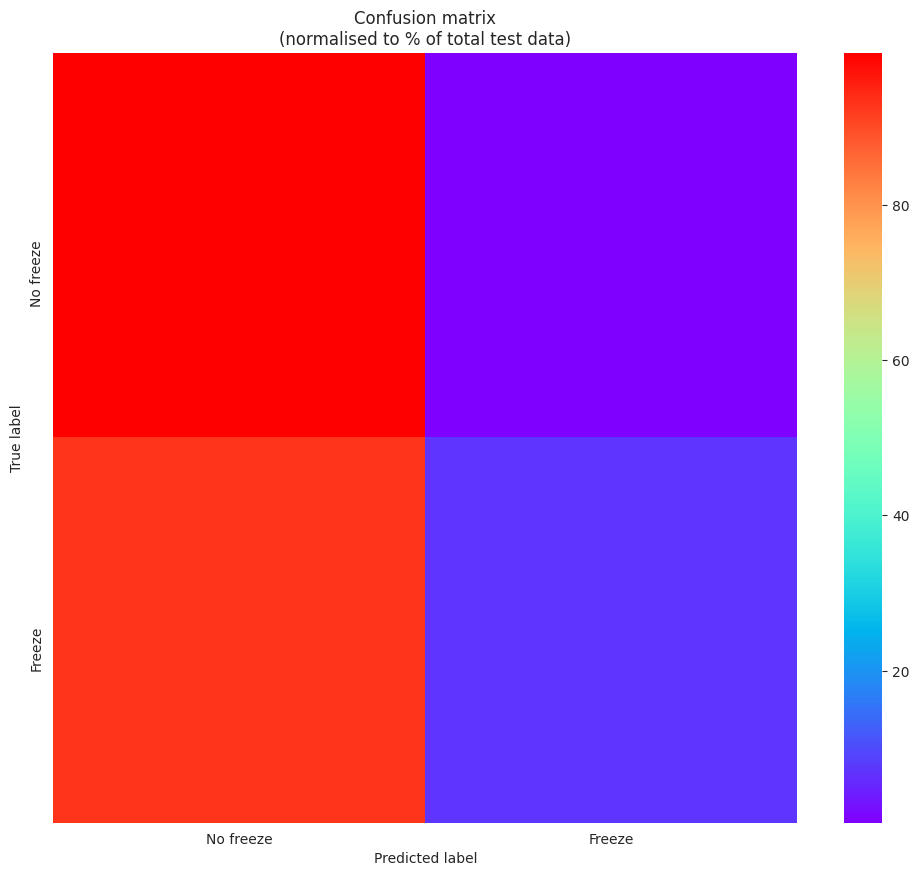 Confusion matrix
(normalised to % of total test data)
True label
No freeze
Freeze
No freeze
Freeze
Predicted label
80
60
40
20